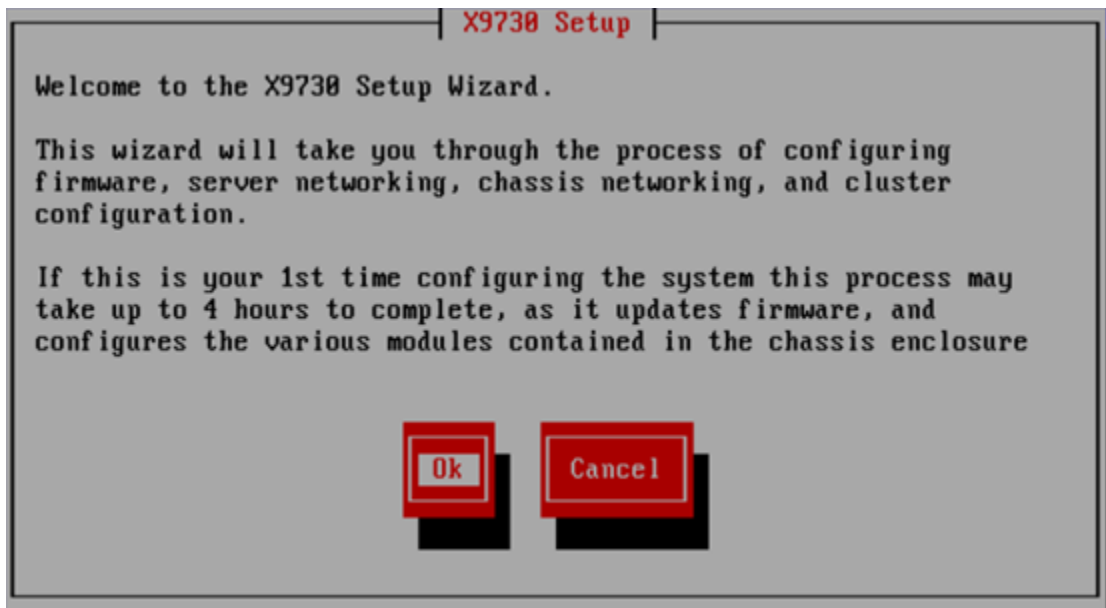 X9730 Setup
Welcome to the X9730 Setup Wizard.
This wizard will take you through the process of configuring
firmware, server networking, chassis networking, and cluster
configuration.
If this is your 1st time configuring the system this process may
take up to 4 hours to complete, as it updates firmware, and
configures the various modules contained in the chassis enclosure
Ok
Cancel